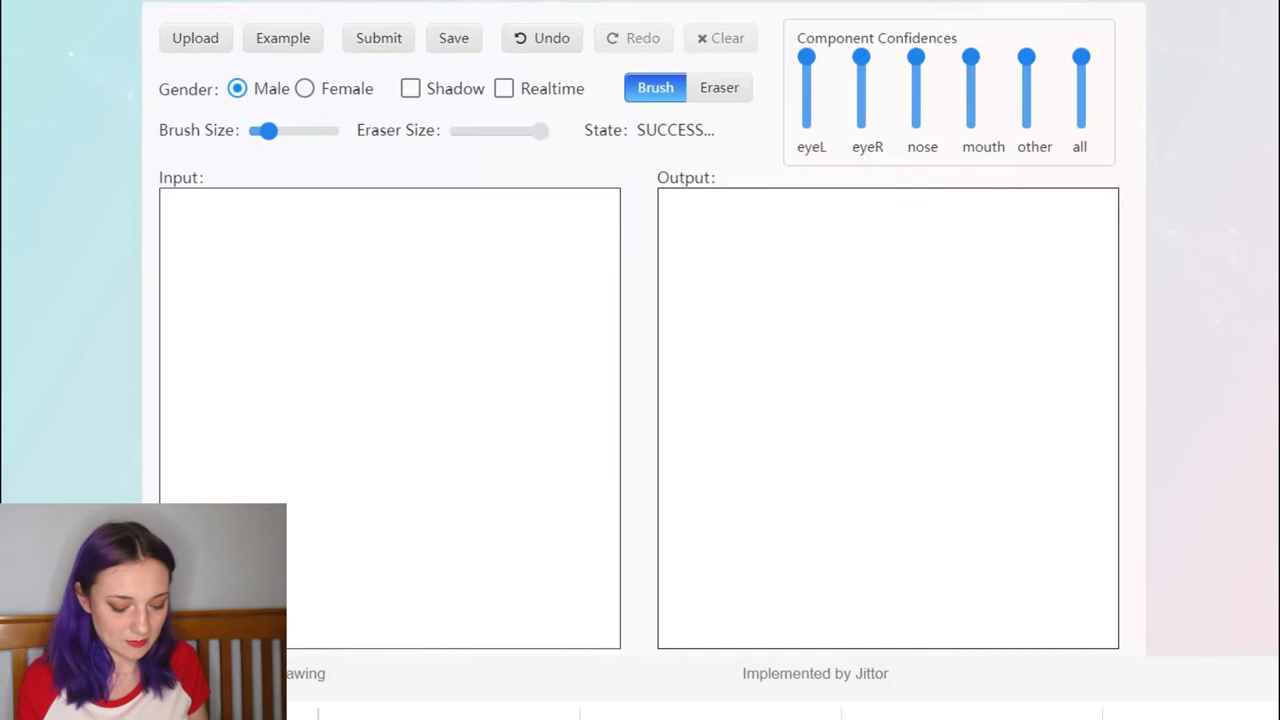 Upload Example Submit Save Undo Redo Clear
Component Confidences
Gender: Male Female Shadow Realtime Brush Eraser
Brush Size: Eraser Size: State: SUCCESS...
eyeL eyeR nose mouth other all
Input: Output:
awing Implemented by Jittor